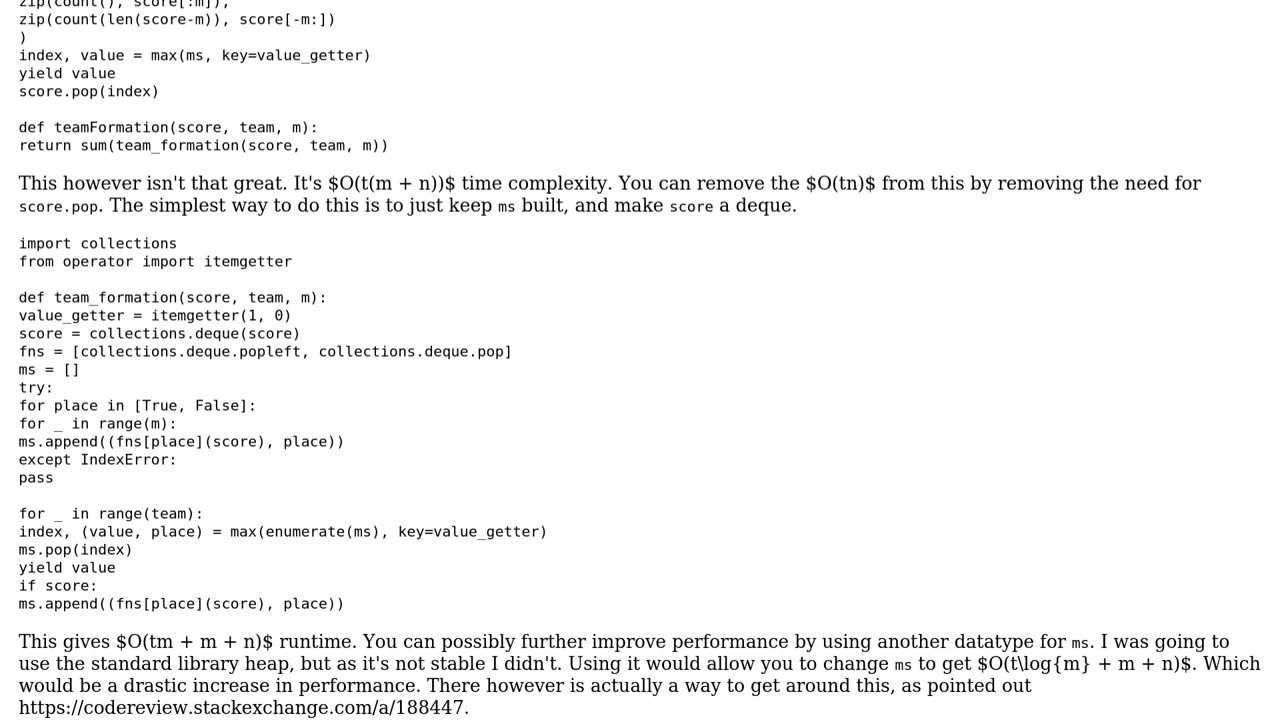 zip(count(), score[:m]),
zip(count(len(score-m)), score[-m:])
)
index, value = max(ms, key=value_getter)
yield value
score.pop(index)
def teamFormation(score, team, m):
return sum(team_formation(score, team, m))
This however isn't that great. It's $O(t(m + n))$ time complexity. You can remove the $O(tn)$ from this by removing the need for
score.pop. The simplest way to do this is to just keep ms built, and make score a deque.
import collections
from operator import itemgetter
def team_formation(score, team, m):
value_getter = itemgetter(1, 0)
score = collections.deque(score)
fns = [collections.deque.popleft, collections.deque.pop]
ms = []
try:
for place in [True, False]:
for _ in range(m):
ms.append((fns[place](score), place))
except IndexError:
pass
for _ in range(team):
index, (value, place) = max(enumerate(ms), key=value_getter)
ms.pop(index)
yield value
if score:
ms.append((fns[place](score), place))
This gives $O(tm + m + n)$ runtime. You can possibly further improve performance by using another datatype for ms. I was going to
use the standard library heap, but as it's not stable I didn't. Using it would allow you to change ms to get $O(t\log{m} + m + n)$. Which
would be a drastic increase in performance. There however is actually a way to get around this, as pointed out
https://codereview.stackexchange.com/a/188447.